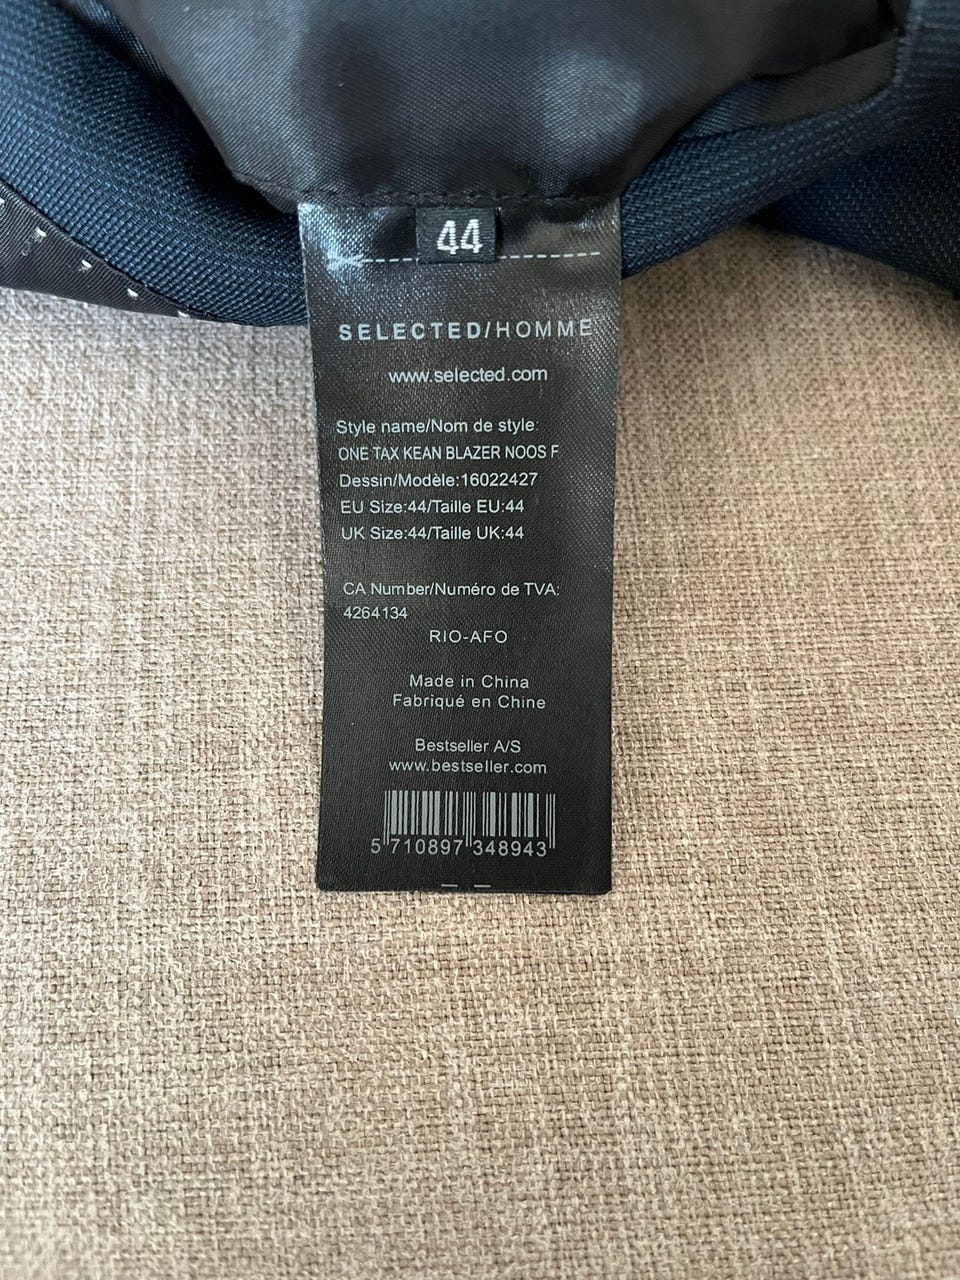 44
SELECTED/HOMME
www.selected.com
Style name/Nom de style:
ONE TAX KEAN BLAZER NOOS F
Dessin/Modèle:16022427
EU Size:44/Taille EU:44
UK Size:44/Taille UK:44
CA Number/Numéro de TVA:
4264134
RIO-AFO
Made in China
Fabriqué en Chine
Bestseller A/S
www.bestseller.com
5 710897 348943